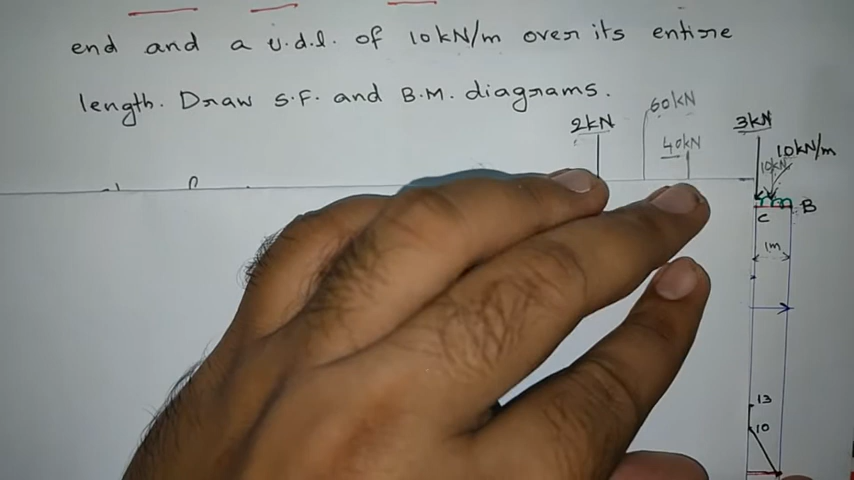 end and a u.d.l. of 10kN/m over its entire
length. Draw S.F. and B.M. diagrams.
60kN
2kN
3kN
40kN
10kN/m
10kN
C
B
1m
13
10